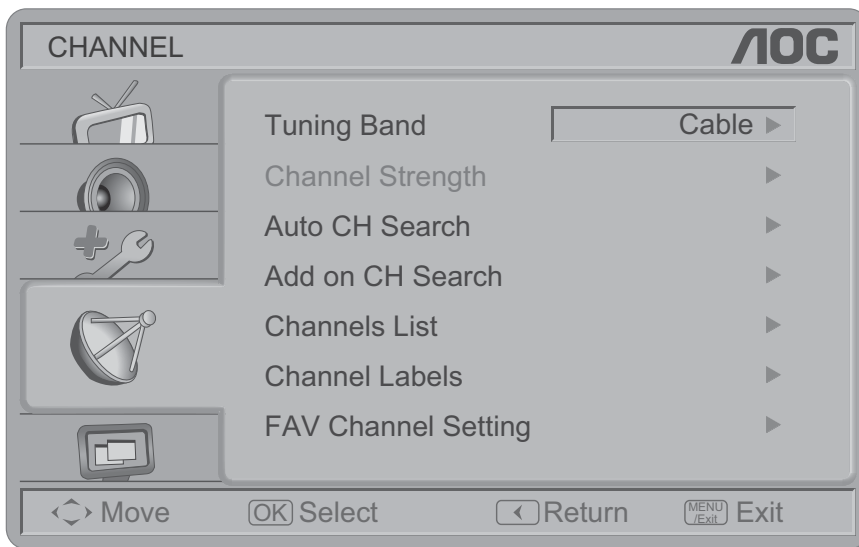 CHANNEL AOC
Tuning Band Cable
Channel Strength
Auto CH Search
Add on CH Search
Channels List
Channel Labels
FAV Channel Setting
Move OK Select Return MENU /Exit Exit